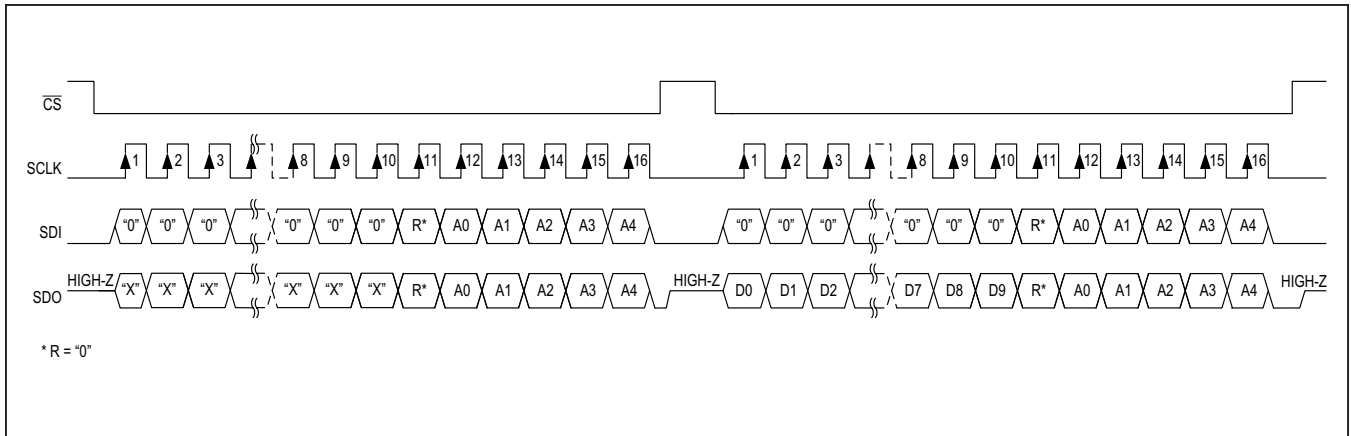 CS
SCLK 1 2 3 8 9 10 11 12 13 14 15 16 1 2 3 8 9 10 11 12 13 14 15 16
SDI “0” “0” “0” “0” “0” “0” R* A0 A1 A2 A3 A4 “0” “0” “0” “0” “0” “0” R* A0 A1 A2 A3 A4
SDO HIGH-Z “X” “X” “X” “X” “X” “X” R* A0 A1 A2 A3 A4 HIGH-Z D0 D1 D2 D7 D8 D9 R* A0 A1 A2 A3 A4 HIGH-Z
* R = “0”